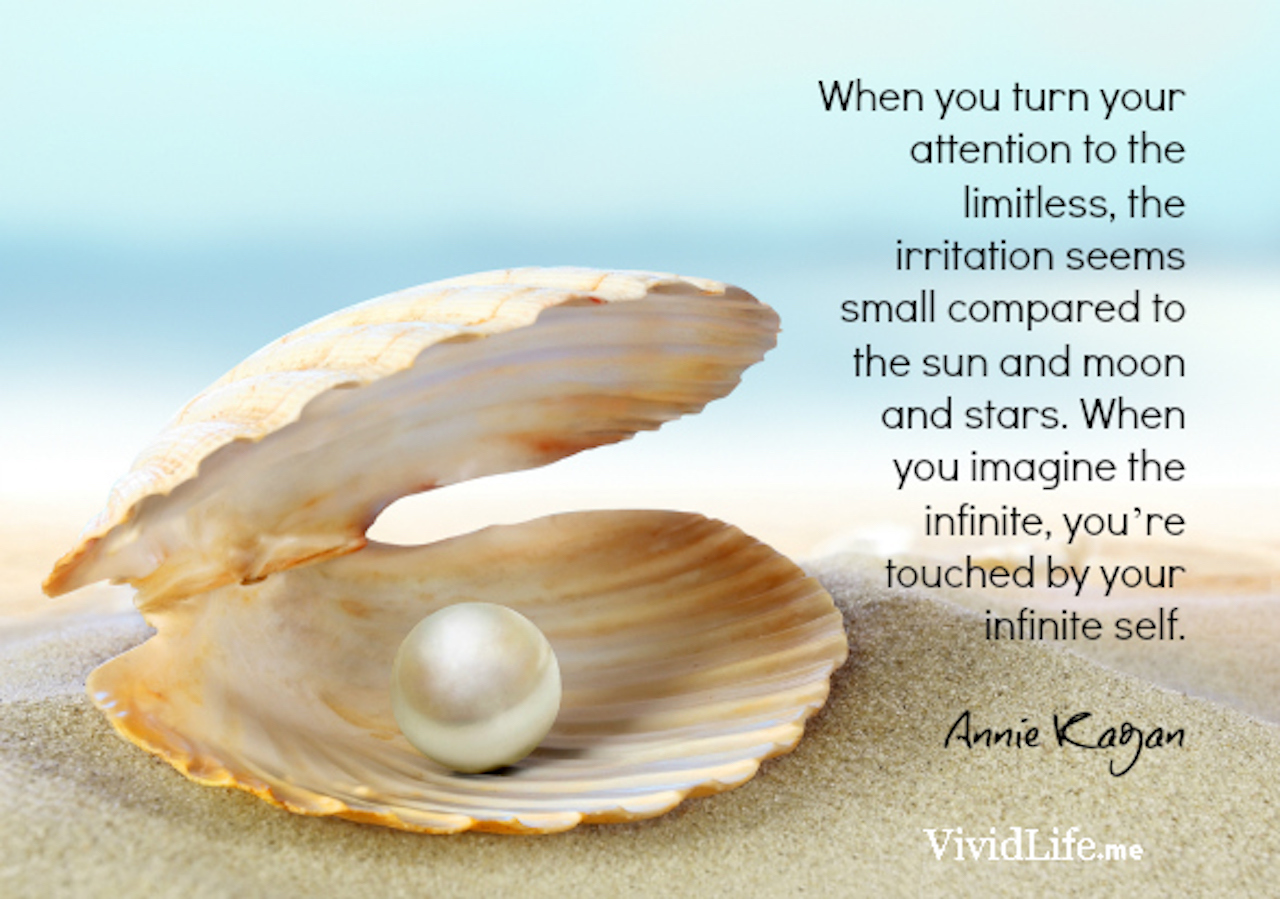 When you turn your
attention to the
limitless, the
irritation seems
small compared to
the sun and moon
and stars. When
you imagine the
infinite, you’re
touched by your
infinite self.
Annie Kagan
VividLife.me